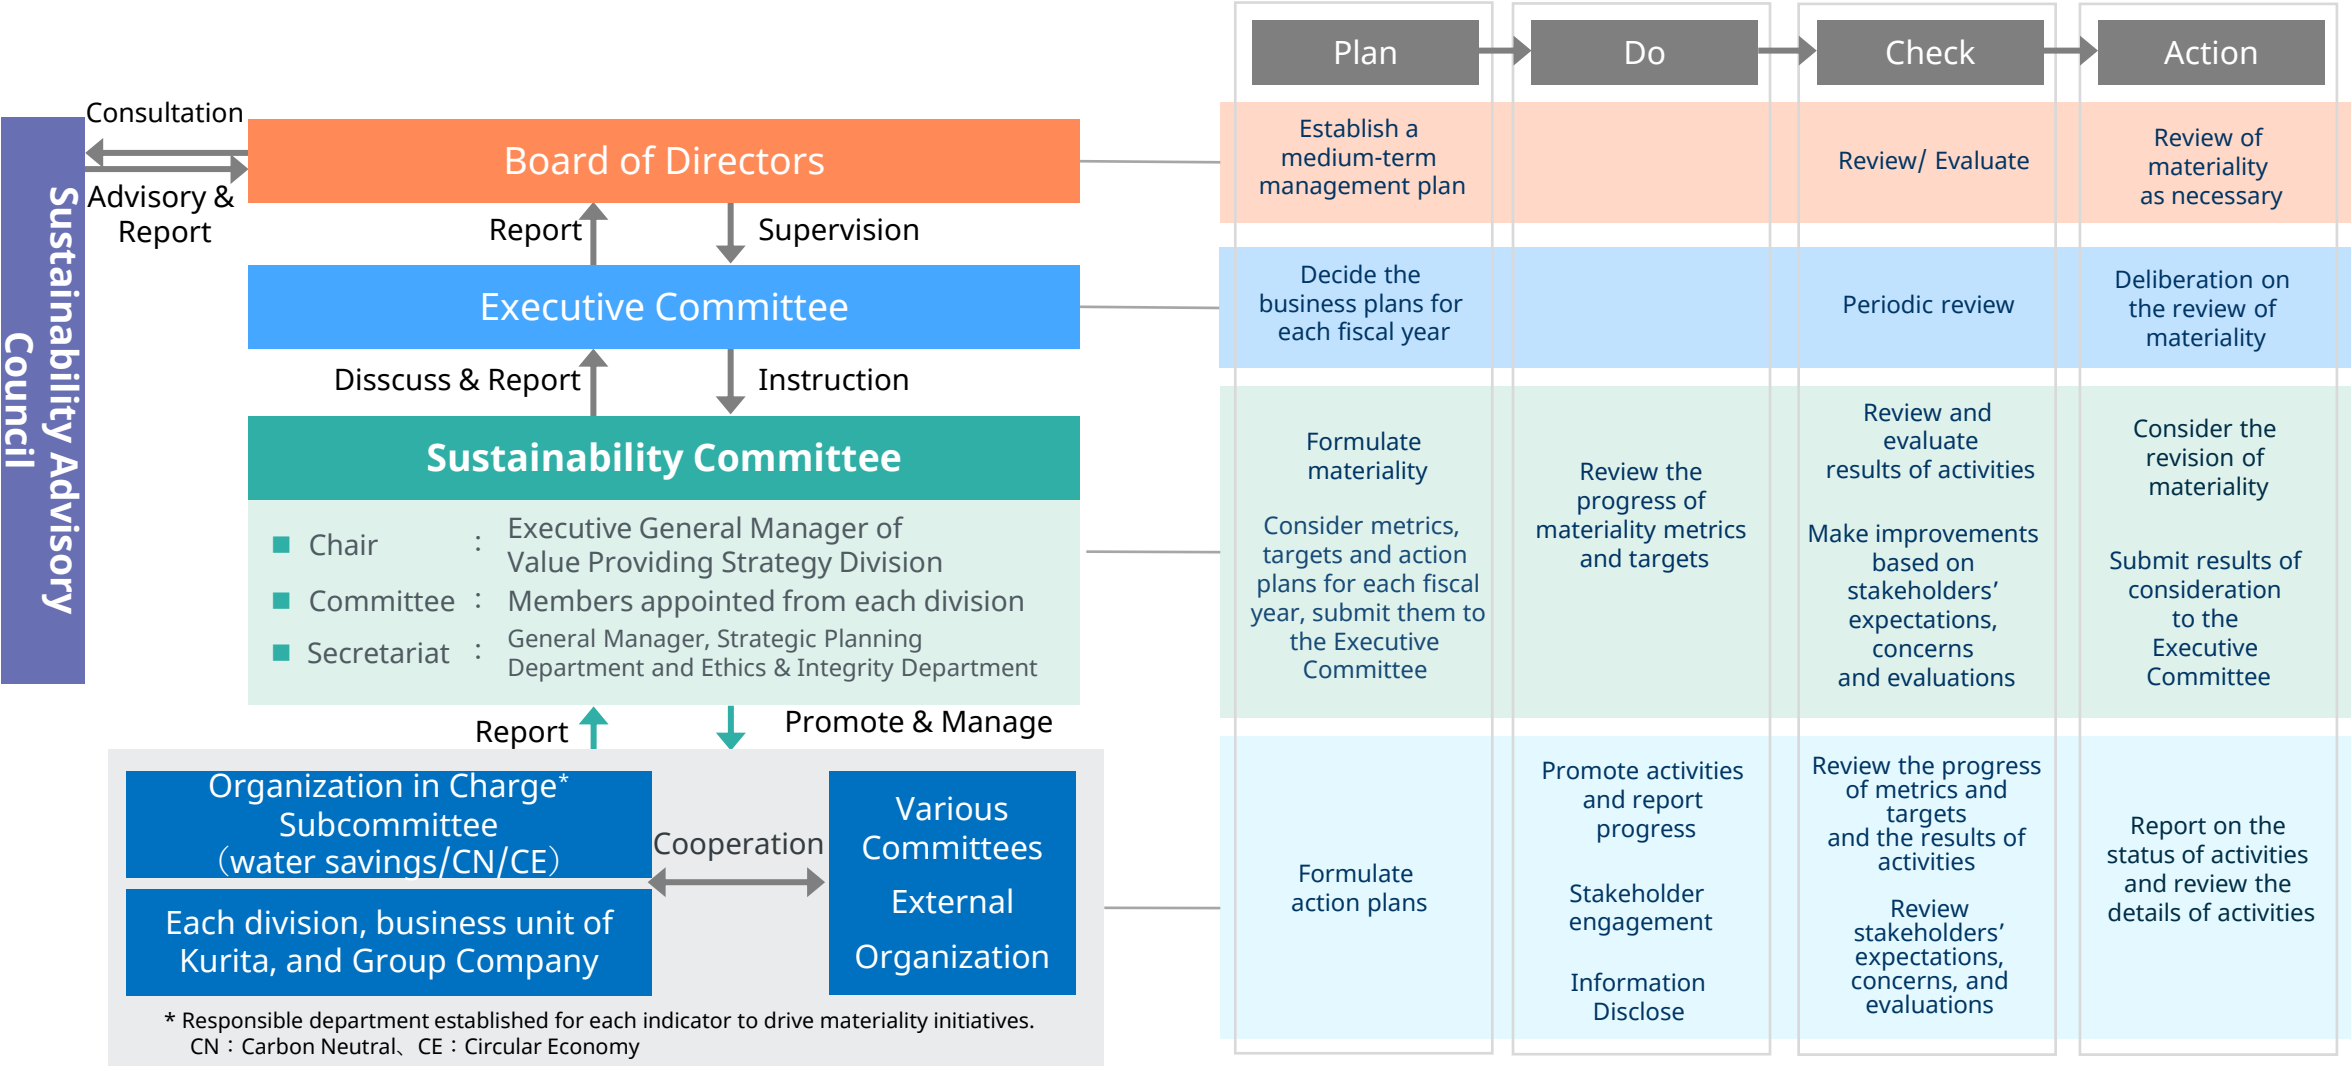 Sustainability Advisory
Council
Consultation
Advisory &
Report
Board of Directors
Report
Supervision
Executive Committee
Disscuss & Report
Instruction
Sustainability Committee
■ Chair : Executive General Manager of
Value Providing Strategy Division
■ Committee : Members appointed from each division
■ Secretariat : General Manager, Strategic Planning
Department and Ethics & Integrity Department
Report
Promote & Manage
Organization in Charge*
Subcommittee
（water savings/CN/CE）
Each division, business unit of
Kurita, and Group Company
Cooperation
Various
Committees
External
Organization
* Responsible department established for each indicator to drive materiality initiatives.
CN：Carbon Neutral、CE：Circular Economy
Plan
Do
Check
Action
Establish a
medium-term
management plan
Review/ Evaluate
Review of
materiality
as necessary
Decide the
business plans for
each fiscal year
Periodic review
Deliberation on
the review of
materiality
Formulate
materiality
Consider metrics,
targets and action
plans for each fiscal
year, submit them to
the Executive
Committee
Review the
progress of
materiality metrics
and targets
Review and
evaluate
results of activities
Make improvements
based on
stakeholders’
expectations,
concerns
and evaluations
Consider the
revision of
materiality
Submit results of
consideration
to the
Executive
Committee
Formulate
action plans
Promote activities
and report
progress
Stakeholder
engagement
Information
Disclose
Review the progress
of metrics and
targets
and the results of
activities
Review
stakeholders’
expectations,
concerns, and
evaluations
Report on the
status of activities
and review the
details of activities